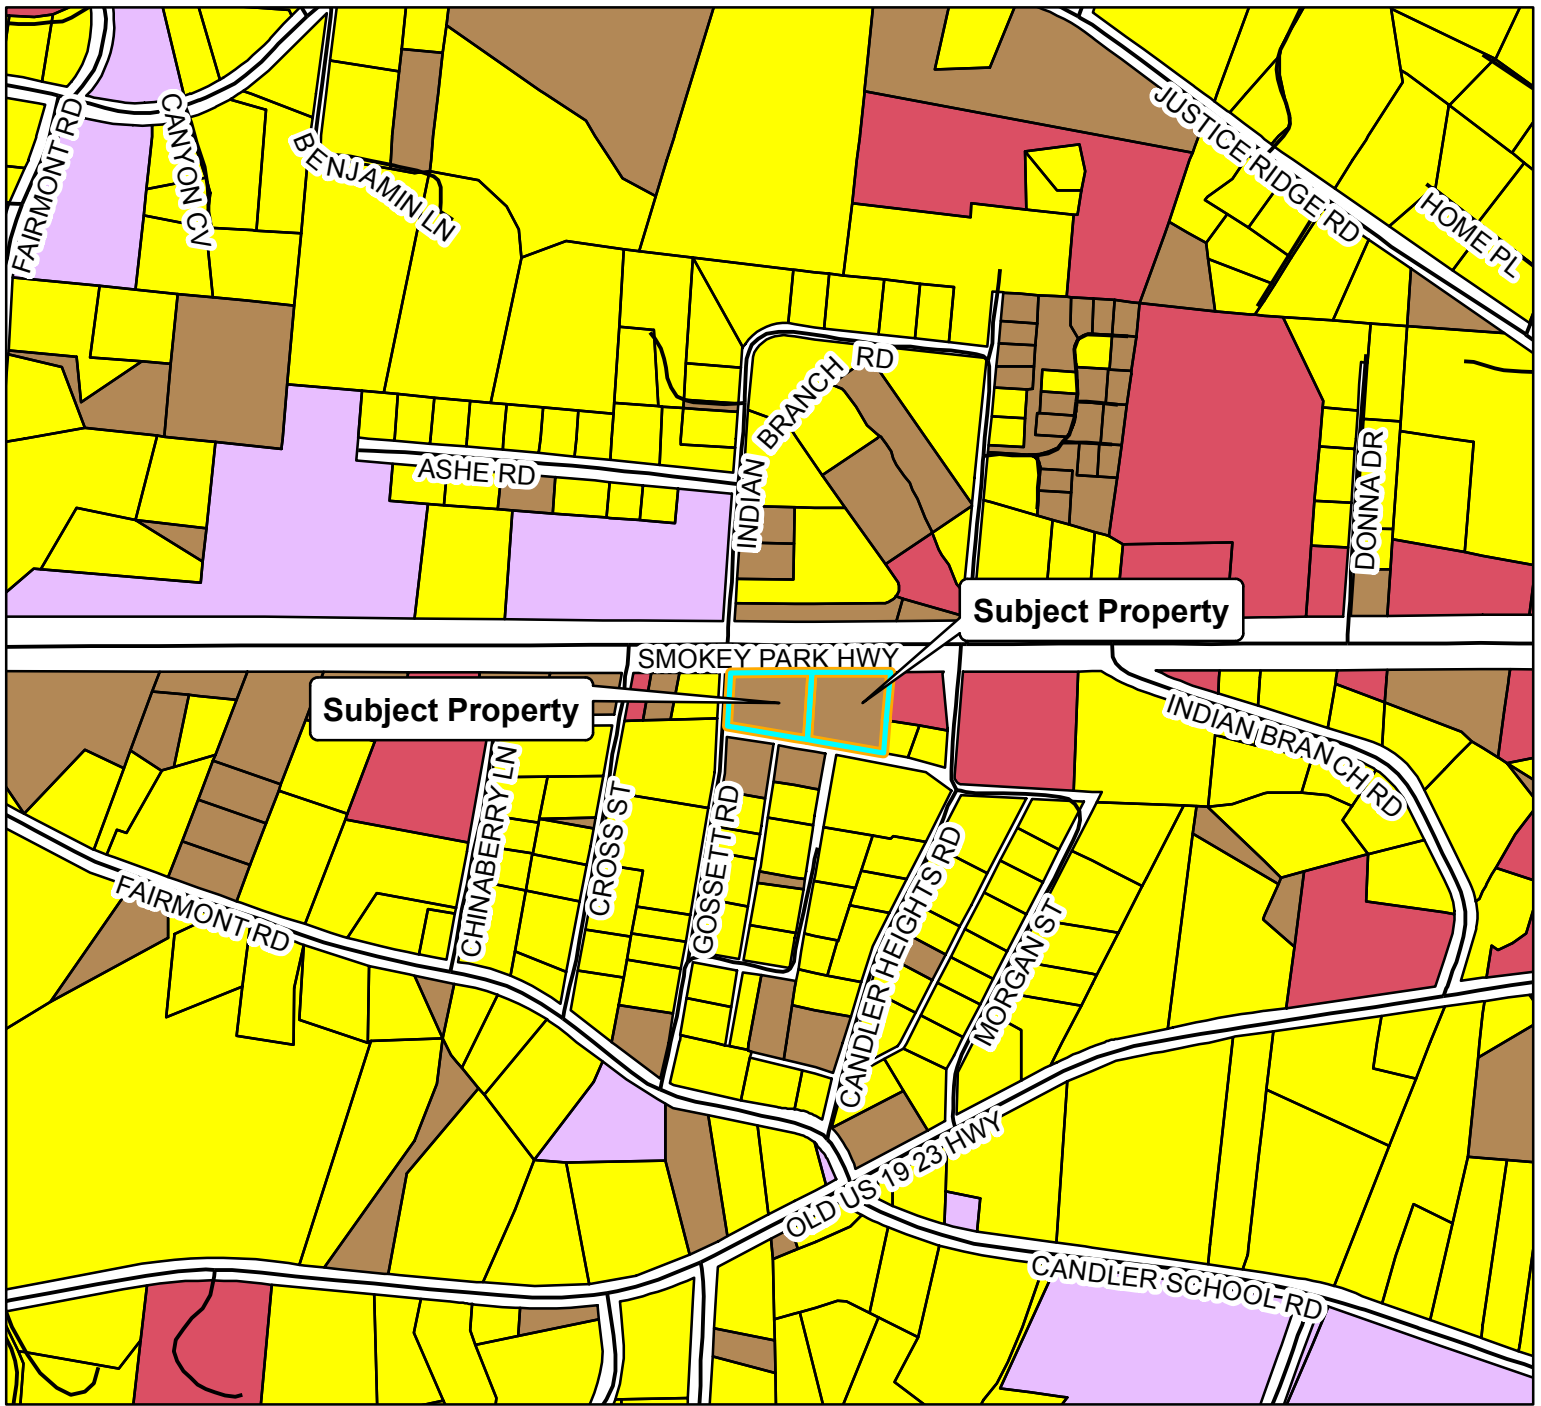 FAIRMONT RD
CANYON CV
BENJAMIN LN
JUSTICE RIDGE RD
HOME PL
INDIAN BRANCH RD
ASHE RD
DONNA DR
Subject Property
SMOKEY PARK HWY
Subject Property
INDIAN BRANCH RD
CHINABERRY LN
CROSS ST
GOSSETT RD
CANDLER HEIGHTS RD
MORGAN ST
FAIRMONT RD
OLD US 19 23 HWY
CANDLER SCHOOL RD